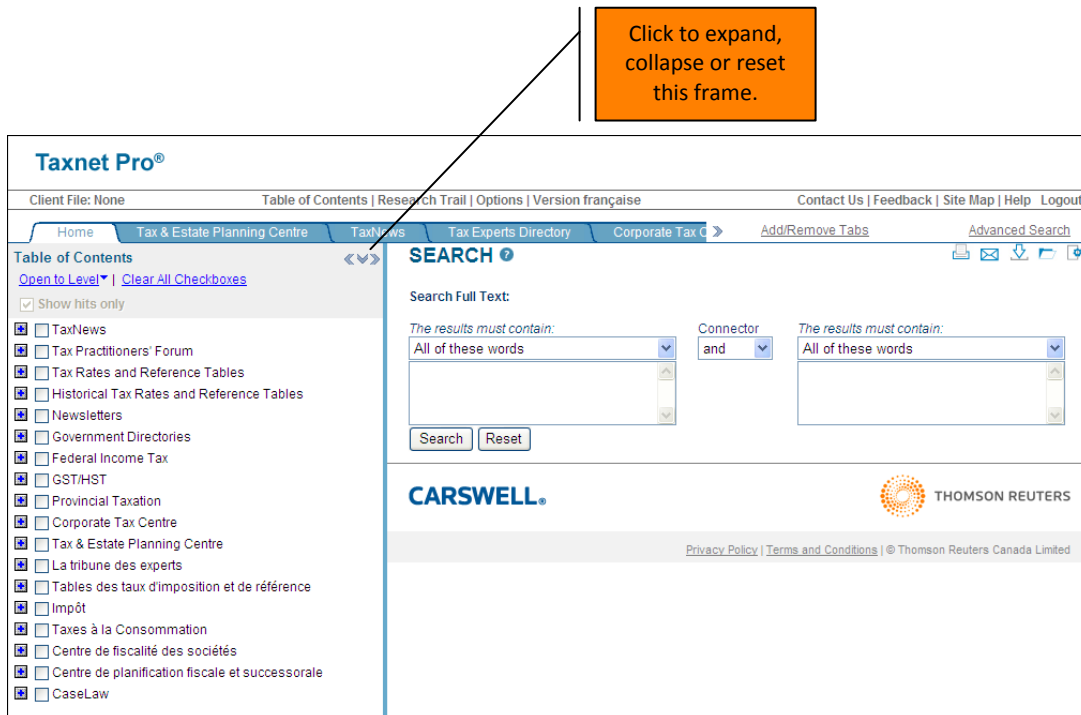 Click to expand,
collapse or reset
this frame.
Taxnet Pro®
Client File: None Table of Contents | Research Trail | Options | Version française Contact Us | Feedback | Site Map | Help Logout
Home Tax & Estate Planning Centre TaxNews Tax Experts Directory Corporate Tax C Add/Remove Tabs Advanced Search
Table of Contents
Open to Level | Clear All Checkboxes
Show hits only
TaxNews
Tax Practitioners' Forum
Tax Rates and Reference Tables
Historical Tax Rates and Reference Tables
Newsletters
Government Directories
Federal Income Tax
GST/HST
Provincial Taxation
Corporate Tax Centre
Tax & Estate Planning Centre
La tribune des experts
Tables des taux d'imposition et de référence
Impôt
Taxes à la Consommation
Centre de fiscalité des sociétés
Centre de planification fiscale et successorale
CaseLaw
SEARCH
Search Full Text:
The results must contain: Connector The results must contain:
All of these words and All of these words
Search Reset
CARSWELL® THOMSON REUTERS
Privacy Policy | Terms and Conditions | © Thomson Reuters Canada Limited